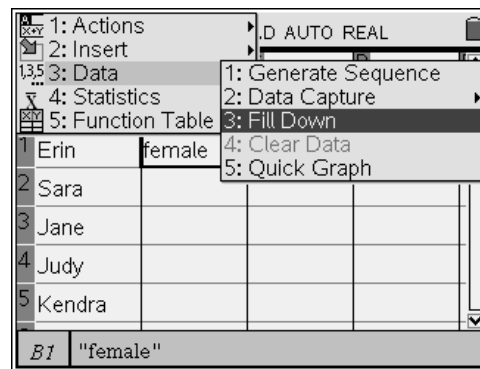 1: Actions
2: Insert
3: Data
4: Statistics
5: Function Table
.D AUTO REAL
1: Generate Sequence
2: Data Capture
3: Fill Down
4: Clear Data
5: Quick Graph
1 Erin female
2 Sara
3 Jane
4 Judy
5 Kendra
B1 "female"